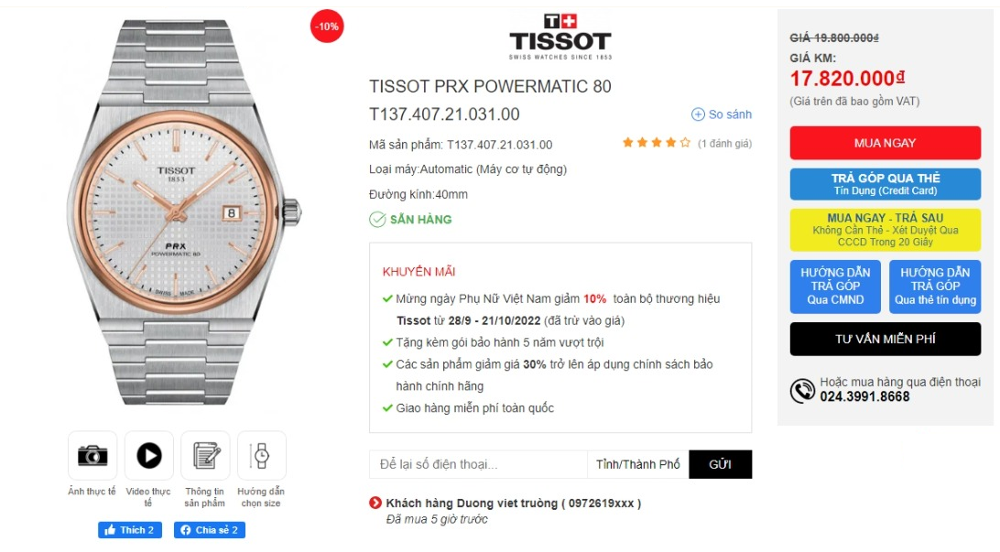 -10%
TISSOT
1853
8
PRX
POWERMATIC 80
SWISS MADE
Ảnh thực tế
Video thực
tế
Thông tin
sản phẩm
Hướng dẫn
chọn size
Thích 2
Chia sẻ 2
T+
TISSOT
SWISS WATCHES SINCE 1853
TISSOT PRX POWERMATIC 80
T137.407.21.031.00
So sánh
Mã sản phẩm: T137.407.21.031.00
(1 đánh giá)
Loại máy:Automatic (Máy cơ tự động)
Đường kính:40mm
SẴN HÀNG
KHUYẾN MÃI
Mừng ngày Phụ Nữ Việt Nam giảm 10% toàn bộ thương hiệu
Tissot từ 28/9 - 21/10/2022 (đã trừ vào giá)
Tặng kèm gói bảo hành 5 năm vượt trội
Các sản phẩm giảm giá 30% trở lên áp dụng chính sách bảo
hành chính hãng
Giao hàng miễn phí toàn quốc
Để lại số điện thoại...
Tỉnh/Thành Phố
GỬI
Khách hàng Duong viet truòng ( 0972619xxx )
Đã mua 5 giờ trước
GIÁ 19.800.000₫
GIÁ KM:
17.820.000₫
(Giá trên đã bao gồm VAT)
MUA NGAY
TRẢ GÓP QUA THẺ
Tín Dụng (Credit Card)
MUA NGAY - TRẢ SAU
Không Cần Thẻ - Xét Duyệt Qua
CCCD Trong 20 Giây
HƯỚNG DẪN
TRẢ GÓP
Qua CMND
HƯỚNG DẪN
TRẢ GÓP
Qua thẻ tín dụng
TƯ VẤN MIỄN PHÍ
Hoặc mua hàng qua điện thoại
024.3991.8668